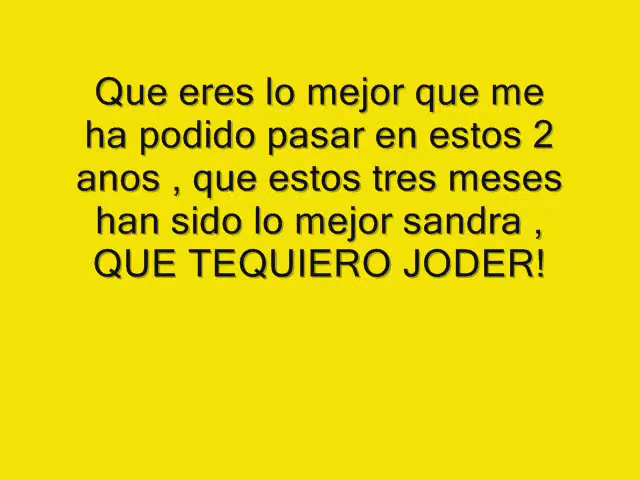 Que eres lo mejor que me
ha podido pasar en estos 2
anos , que estos tres meses
han sido lo mejor sandra ,
QUE TEQUIERO JODER!